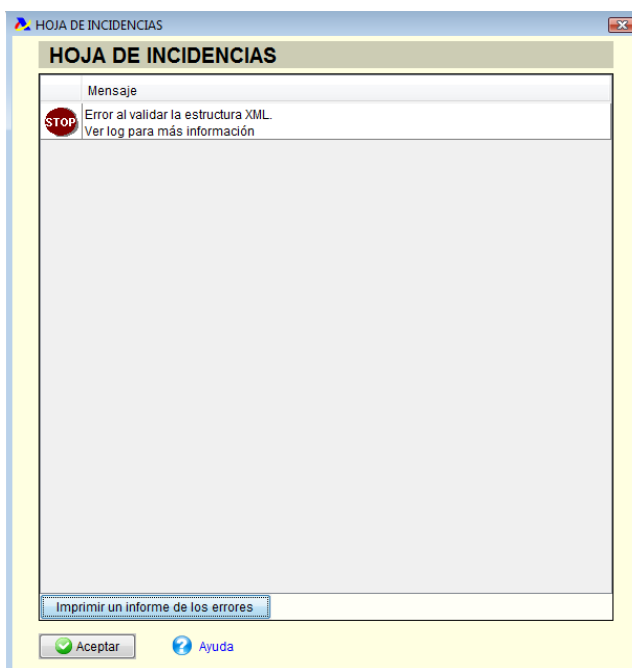 HOJA DE INCIDENCIAS
HOJA DE INCIDENCIAS
Mensaje
STOP
Error al validar la estructura XML.
Ver log para más información
Imprimir un informe de los errores
Aceptar
Ayuda